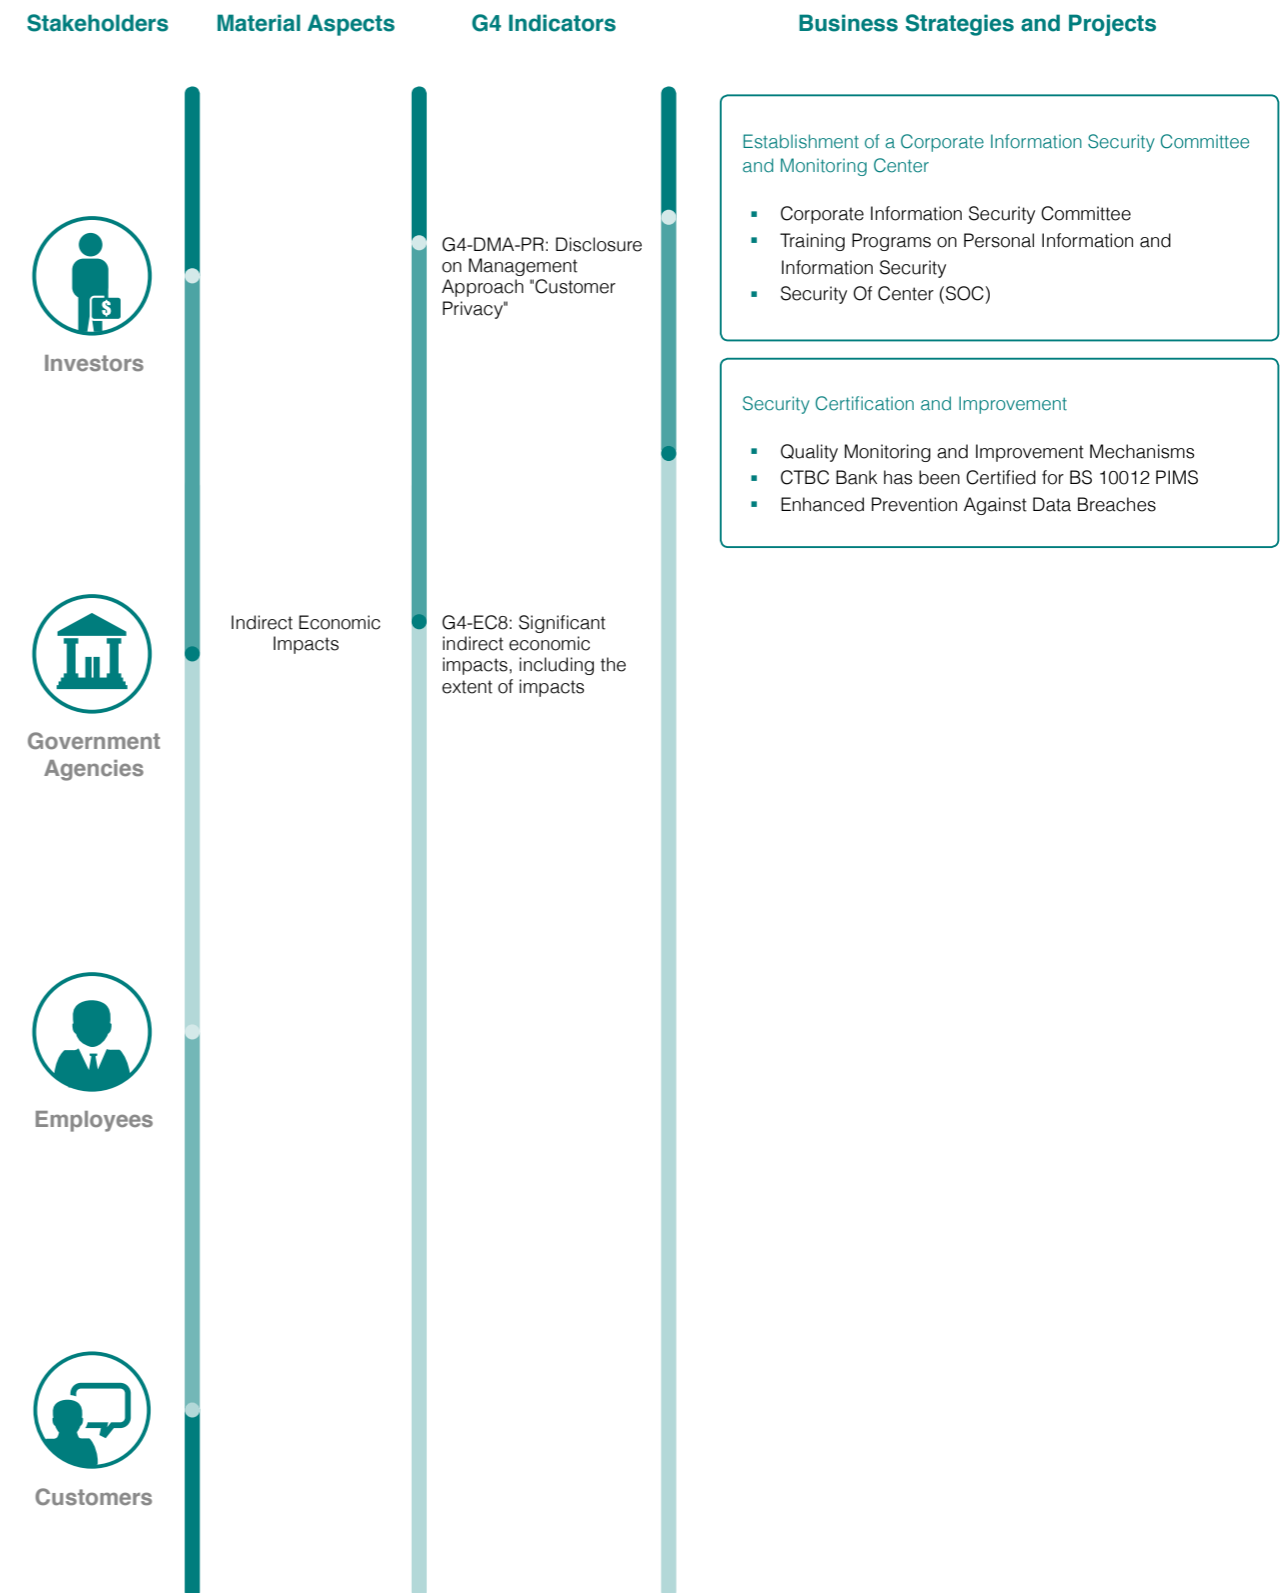 Stakeholders
Material Aspects
G4 Indicators
Business Strategies and Projects
Investors
Government
Agencies
Employees
Customers
Indirect Economic
Impacts
G4-DMA-PR: Disclosure
on Management
Approach "Customer
Privacy"
G4-EC8: Significant
indirect economic
impacts, including the
extent of impacts
Establishment of a Corporate Information Security Committee
and Monitoring Center
▪ Corporate Information Security Committee
▪ Training Programs on Personal Information and
Information Security
▪ Security Of Center (SOC)
Security Certification and Improvement
▪ Quality Monitoring and Improvement Mechanisms
▪ CTBC Bank has been Certified for BS 10012 PIMS
▪ Enhanced Prevention Against Data Breaches
$